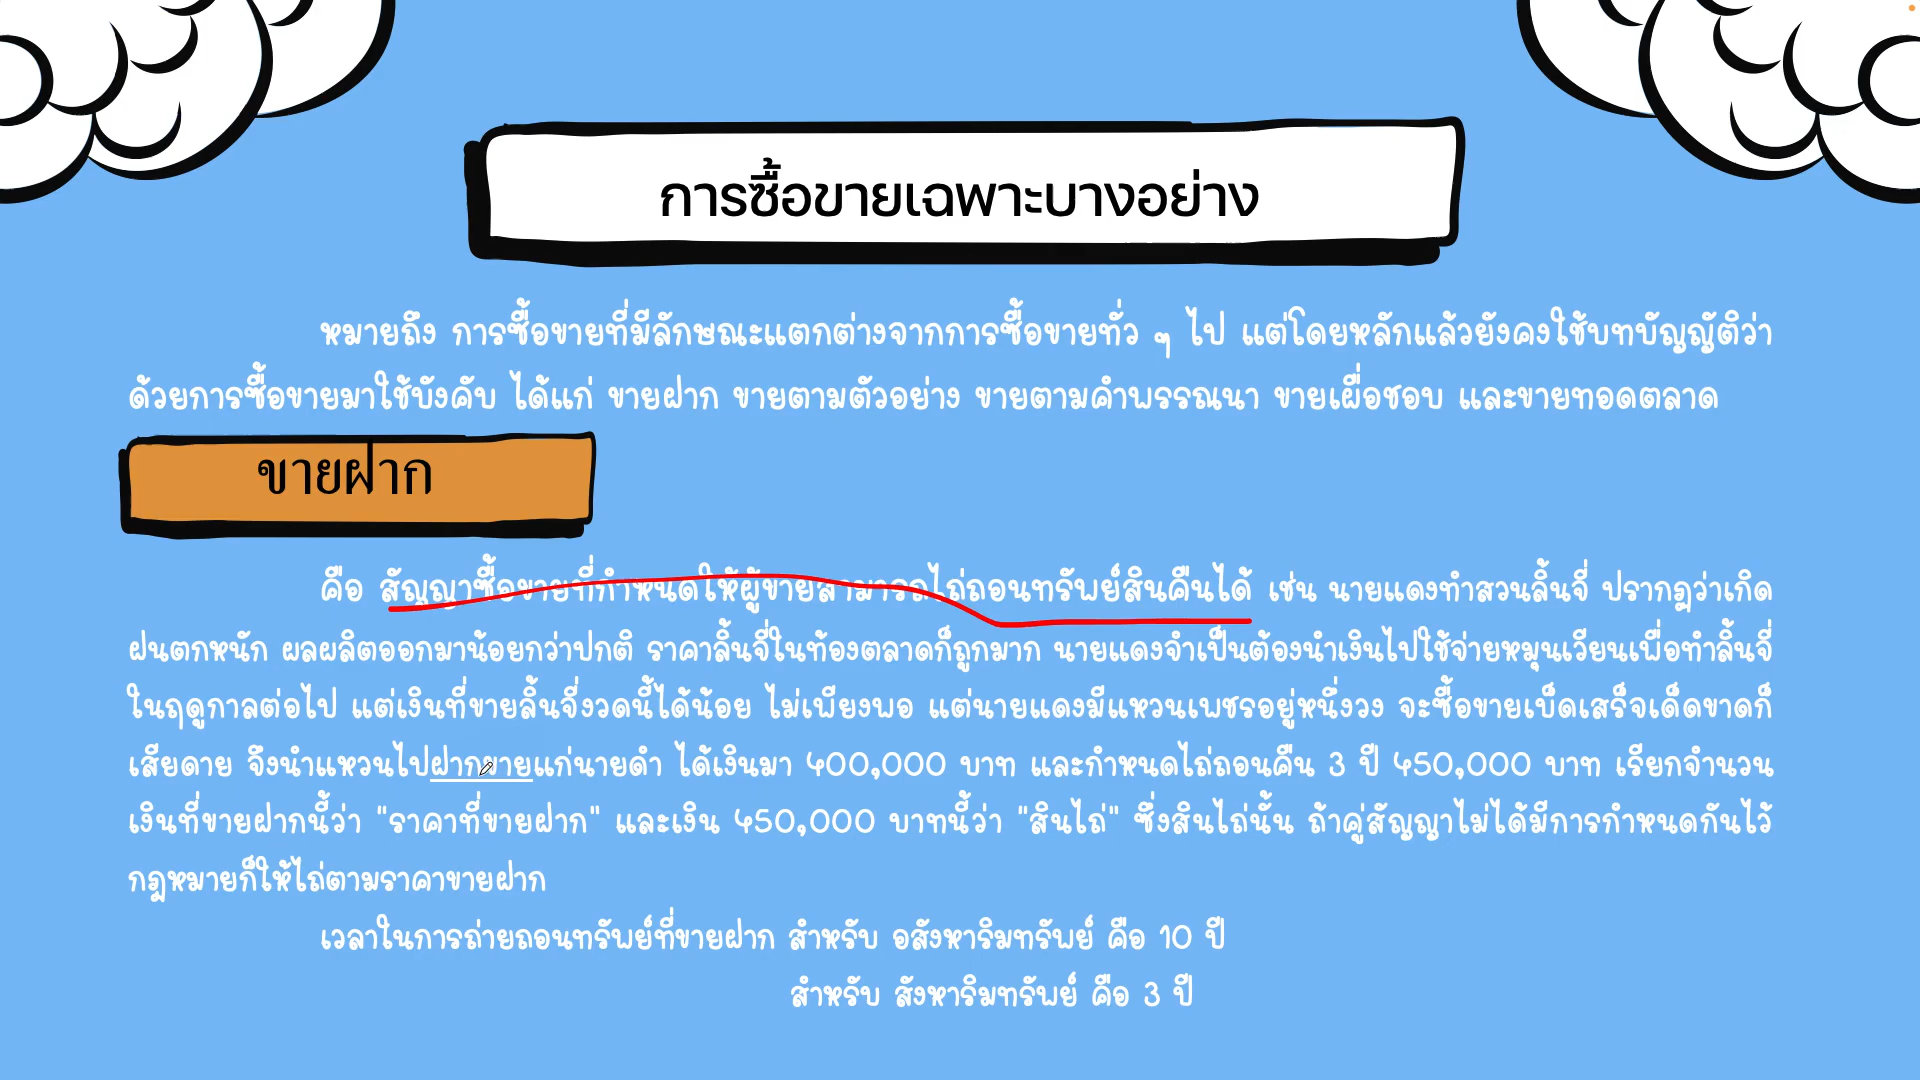 การซื้อขายเฉพาะบางอย่าง
หมายถึง การซื้อขายที่มีลักษณะแตกต่างจากการซื้อขายทั่ว ๆ ไป แต่โดยหลักแล้วยังคงใช้บทบัญญัติว่า
ด้วยการซื้อขายมาใช้บังคับ ได้แก่ ขายฝาก ขายตามตัวอย่าง ขายตามคำพรรณนา ขายเผื่อชอบ และขายทอดตลาด
ขายฝาก
คือ สัญญาซื้อขายที่กำหนดให้ผู้ขายสามารถไถ่ถอนทรัพย์สินคืนได้ เช่น นายแดงทำสวนลิ้นจี่ ปรากฏว่าเกิด
ฝนตกหนัก ผลผลิตออกมาน้อยกว่าปกติ ราคาลิ้นจี่ในท้องตลาดก็ถูกมาก นายแดงจำเป็นต้องนำเงินไปใช้จ่ายหมุนเวียนเพื่อทำลิ้นจี่
ในฤดูกาลต่อไป แต่เงินที่ขายลิ้นจี่งวดนี้ได้น้อย ไม่เพียงพอ แต่นายแดงมีแหวนเพชรอยู่หนึ่งวง จะซื้อขายเบ็ดเสร็จเด็ดขาดก็
เสียดาย จึงนำแหวนไปฝากขายแก่นายดำ ได้เงินมา 400,000 บาท และกำหนดไถ่ถอนคืน 3 ปี 450,000 บาท เรียกจำนวน
เงินที่ขายฝากนี้ว่า "ราคาที่ขายฝาก" และเงิน 450,000 บาทนี้ว่า "สินไถ่" ซึ่งสินไถ่นั้น ถ้าคู่สัญญาไม่ได้มีการกำหนดกันไว้
กฎหมายก็ให้ไถ่ตามราคาขายฝาก
เวลาในการถ่ายถอนทรัพย์ที่ขายฝาก สำหรับ อสังหาริมทรัพย์ คือ 10 ปี
สำหรับ สังหาริมทรัพย์ คือ 3 ปี